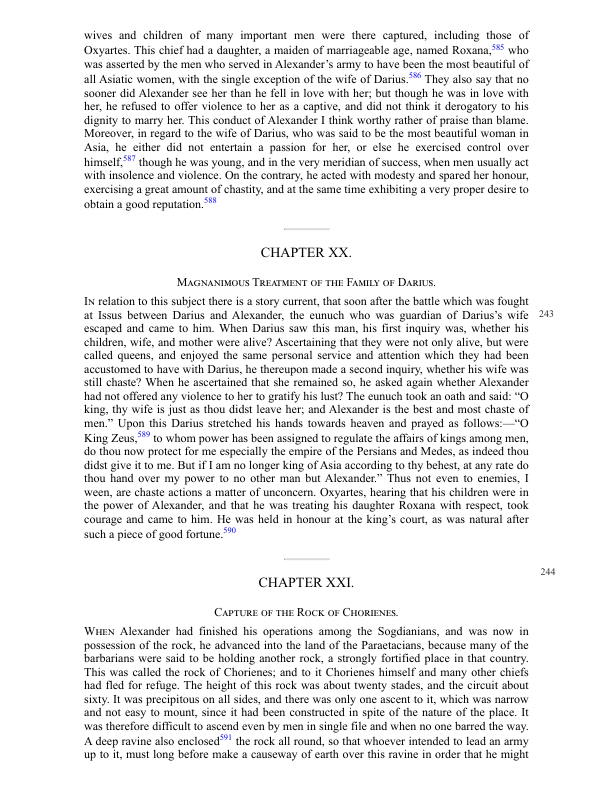 wives and children of many important men were there captured, including those of
Oxyartes. This chief had a daughter, a maiden of marriageable age, named Roxana,585 who
was asserted by the men who served in Alexander's army to have been the most beautiful of
all Asiatic women, with the single exception of the wife of Darius.586 They also say that no
sooner did Alexander see her than he fell in love with her; but though he was in love with
her, he refused to offer violence to her as a captive, and did not think it derogatory to his
dignity to marry her. This conduct of Alexander I think worthy rather of praise than blame.
Moreover, in regard to the wife of Darius, who was said to be the most beautiful woman in
Asia, he either did not entertain a passion for her, or else he exercised control over
himself,587 though he was young, and in the very meridian of success, when men usually act
with insolence and violence. On the contrary, he acted with modesty and spared her honour,
exercising a great amount of chastity, and at the same time exhibiting a very proper desire to
obtain a good reputation.588
CHAPTER XX.
Magnanimous Treatment of the Family of Darius.
In relation to this subject there is a story current, that soon after the battle which was fought
at Issus between Darius and Alexander, the eunuch who was guardian of Darius's wife 243
escaped and came to him. When Darius saw this man, his first inquiry was, whether his
children, wife, and mother were alive? Ascertaining that they were not only alive, but were
called queens, and enjoyed the same personal service and attention which they had been
accustomed to have with Darius, he thereupon made a second inquiry, whether his wife was
still chaste? When he ascertained that she remained so, he asked again whether Alexander
had not offered any violence to her to gratify his lust? The eunuch took an oath and said: “O
king, thy wife is just as thou didst leave her; and Alexander is the best and most chaste of
men.” Upon this Darius stretched his hands towards heaven and prayed as follows:—“O
King Zeus,589 to whom power has been assigned to regulate the affairs of kings among men,
do thou now protect for me especially the empire of the Persians and Medes, as indeed thou
didst give it to me. But if I am no longer king of Asia according to thy behest, at any rate do
thou hand over my power to no other man but Alexander.” Thus not even to enemies, I
ween, are chaste actions a matter of unconcern. Oxyartes, hearing that his children were in
the power of Alexander, and that he was treating his daughter Roxana with respect, took
courage and came to him. He was held in honour at the king's court, as was natural after
such a piece of good fortune.590
244
CHAPTER XXI.
Capture of the Rock of Chorienes.
When Alexander had finished his operations among the Sogdianians, and was now in
possession of the rock, he advanced into the land of the Paraetacians, because many of the
barbarians were said to be holding another rock, a strongly fortified place in that country.
This was called the rock of Chorienes; and to it Chorienes himself and many other chiefs
had fled for refuge. The height of this rock was about twenty stades, and the circuit about
sixty. It was precipitous on all sides, and there was only one ascent to it, which was narrow
and not easy to mount, since it had been constructed in spite of the nature of the place. It
was therefore difficult to ascend even by men in single file and when no one barred the way.
A deep ravine also enclosed591 the rock all round, so that whoever intended to lead an army
up to it, must long before make a causeway of earth over this ravine in order that he might